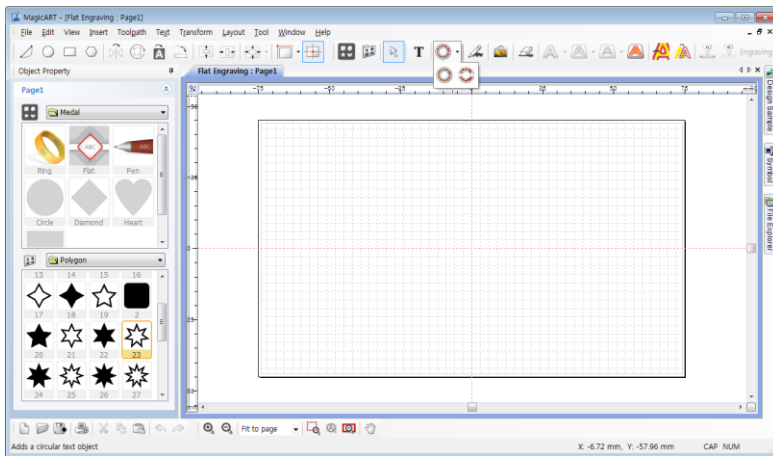 MagicART - [Flat Engraving : Page1]
File Edit View Insert Toolpath Text Transform Layout Tool Window Help
T Engraving
Object Property
Flat Engraving : Page1
Page1
Medal
ABC
Ring Flat Pen
Circle Diamond Heart
Polygon
13 14 15 16
17 18 19 2
20 21 22 23
24 25 26 27
Design Sample
Symbol
File Explorer
Fit to page
Adds a circular text object
X: -6.72 mm, Y: -57.96 mm CAP NUM